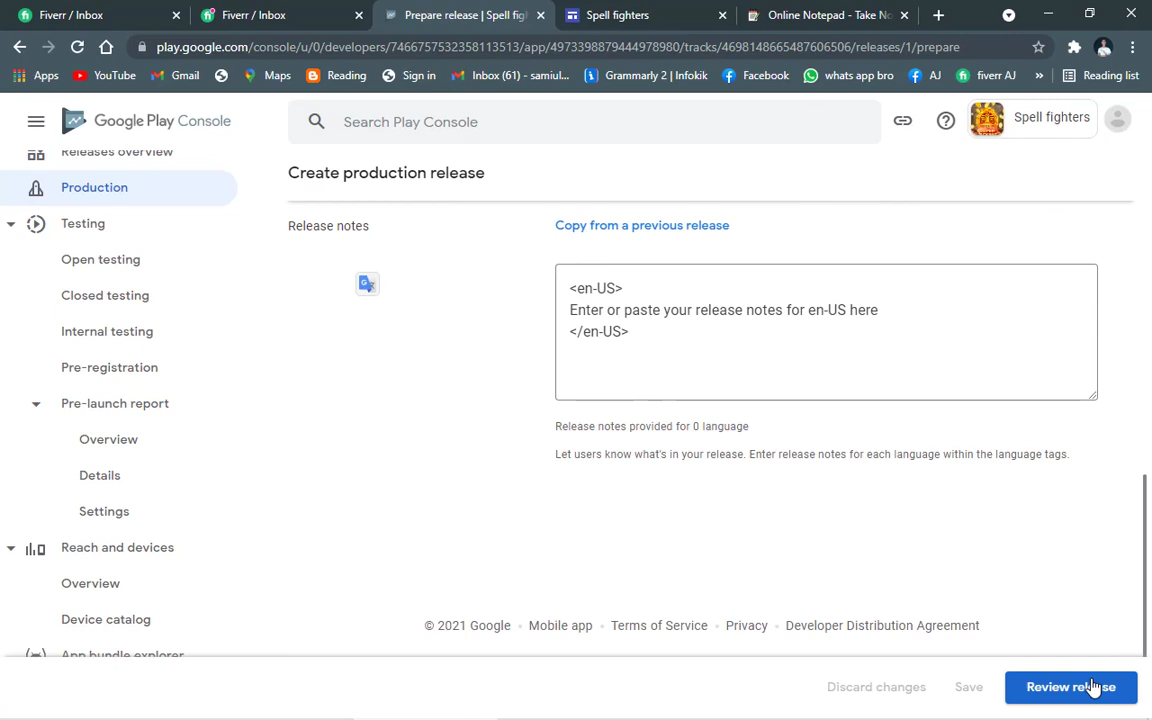 Fiverr / Inbox
Fiverr / Inbox
Prepare release | Spell fig
Spell fighters
Online Notepad - Take No
play.google.com/console/u/0/developers/7466757532358113513/app/4973398879444978980/tracks/4698148665487606506/releases/1/prepare
Apps
YouTube
Gmail
Maps
Reading
Sign in
Inbox (61) - samiul...
Grammarly 2 | Infokik
Facebook
whats app bro
AJ
fiverr AJ
»
Reading list
Google Play Console
Search Play Console
Spell fighters
Releases overview
Production
Testing
Open testing
Closed testing
Internal testing
Pre-registration
Pre-launch report
Overview
Details
Settings
Reach and devices
Overview
Device catalog
App bundle explorer
Create production release
Release notes
Copy from a previous release
<en-US>
Enter or paste your release notes for en-US here
</en-US>
Release notes provided for 0 language
Let users know what's in your release. Enter release notes for each language within the language tags.
© 2021 Google • Mobile app • Terms of Service • Privacy • Developer Distribution Agreement
Discard changes
Save
Review release